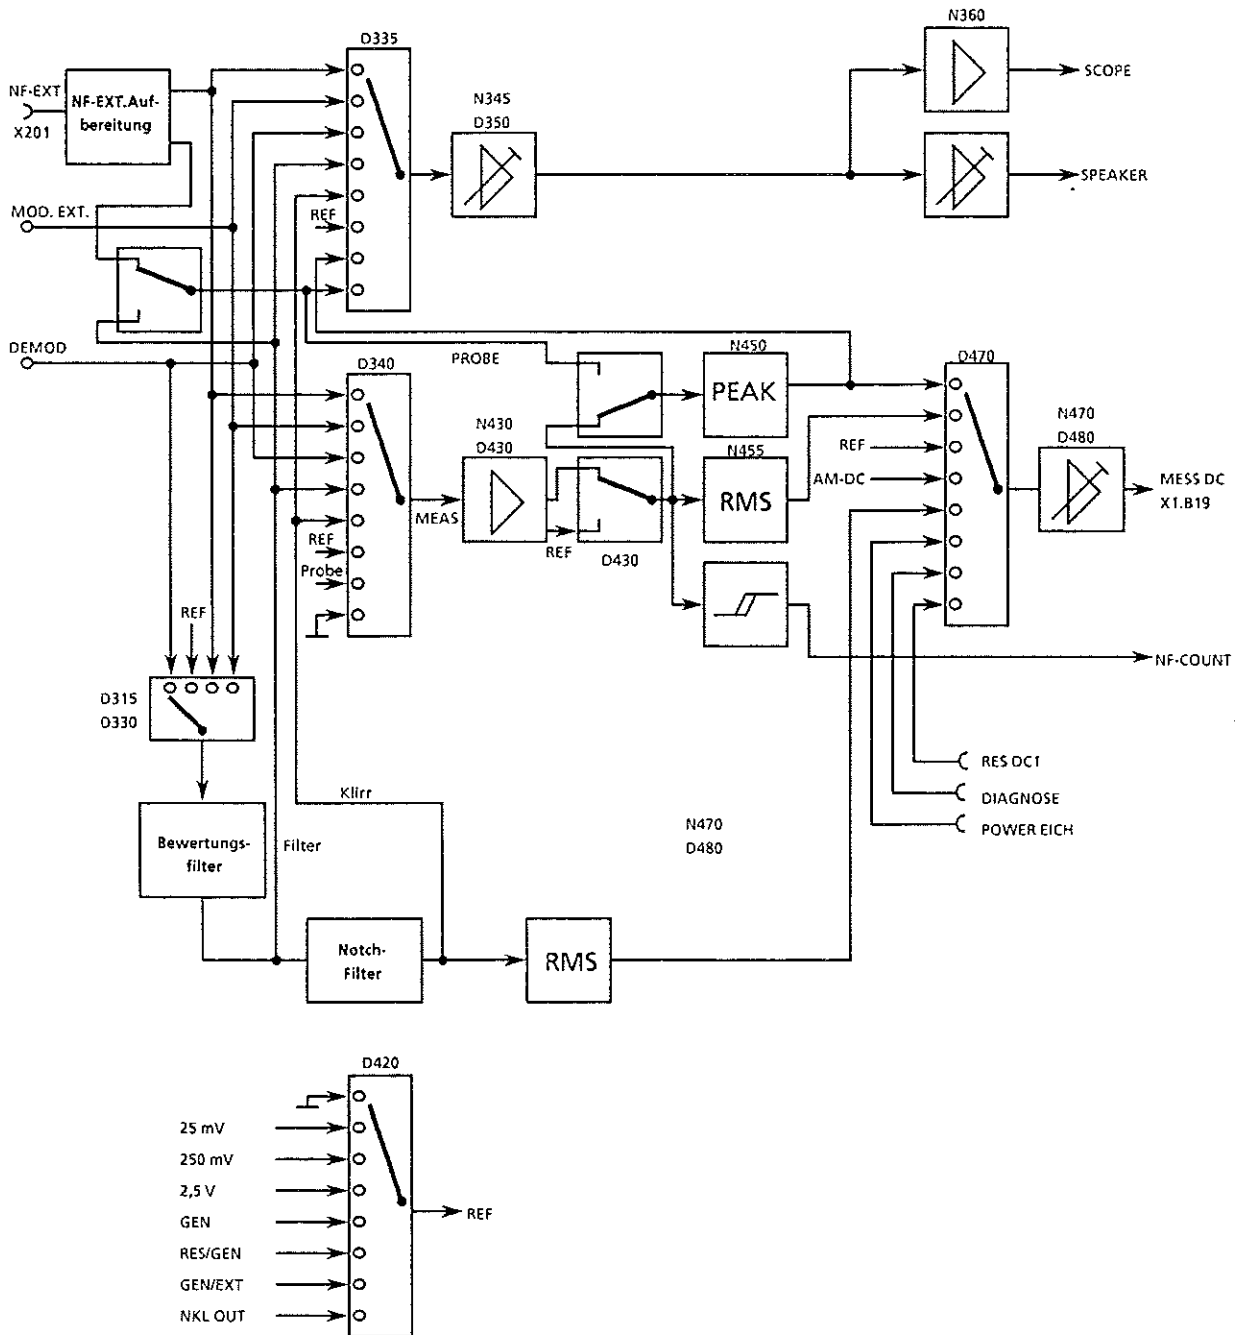 N360
D335
SCOPE
NF-EXT
X201
NF-EXT.Auf-
bereitung
N345
D350
SPEAKER
MOD. EXT.
REF
DEMOD
PROBE
D340
N450
PEAK
D470
N430
D430
N455
REF
N470
D480
AM-DC
MESS DC
X1.B19
MEAS
RMS
REF
REF
D430
Probe
REF
NF-COUNT
D315
D330
RES DC1
DIAGNOSE
POWER EICH
Klirr
N470
D480
Bewertungs-
filter
Filter
Notch-
Filter
RMS
D420
25 mV
250 mV
2,5 V
GEN
REF
RES/GEN
GEN/EXT
NKL OUT